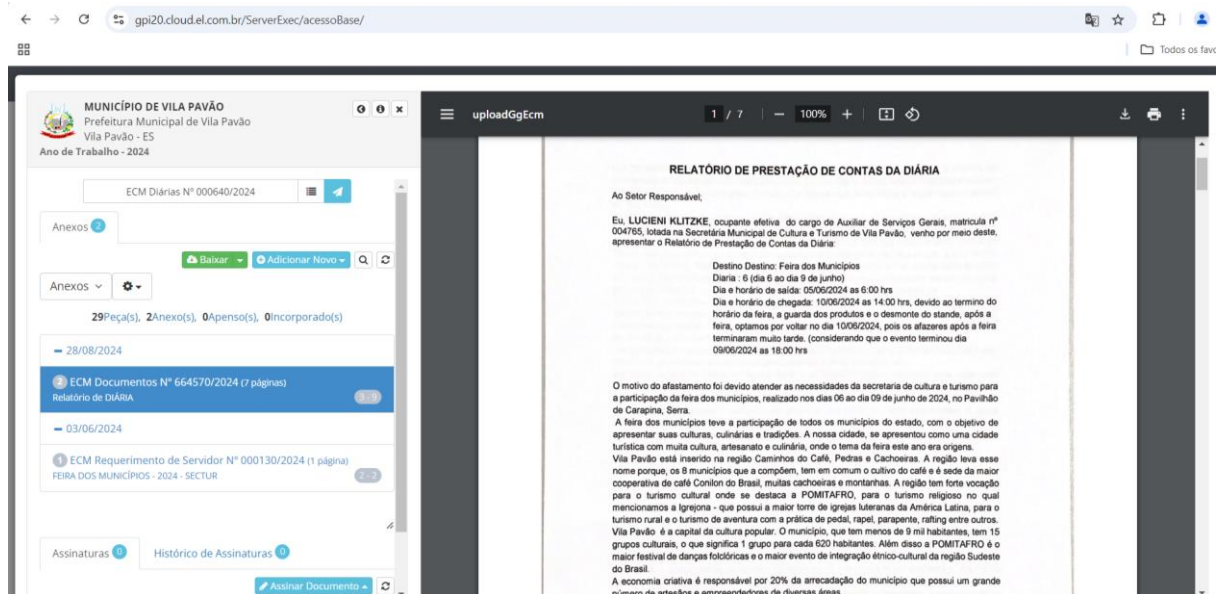 gpi20.cloud.el.com.br/ServerExec/acessoBase/
Todos os favo
MUNICÍPIO DE VILA PAVÃO
Prefeitura Municipal de Vila Pavão
Vila Pavão - ES
Ano de Trabalho - 2024
ECM Diárias Nº 000640/2024
Anexos 2
Baixar
Adicionar Novo
Anexos
29Peça(s), 2Anexo(s), 0Apenso(s), 0Incorporado(s)
28/08/2024
2 ECM Documentos Nº 664570/2024 (7 páginas)
Relatório de DIÁRIA 3 - 9
03/06/2024
1 ECM Requerimento de Servidor Nº 000130/2024 (1 página)
FEIRA DOS MUNICÍPIOS - 2024 - SECTUR 2 - 2
Assinaturas 0 Histórico de Assinaturas 0
Assinar Documento
uploadGgEcm 1 / 7 100%
RELATÓRIO DE PRESTAÇÃO DE CONTAS DA DIÁRIA
Ao Setor Responsável;
Eu, LUCIENI KLITZKE, ocupante efetiva do cargo de Auxiliar de Serviços Gerais, matricula nº
004765, lotada na Secretária Municipal de Cultura e Turismo de Vila Pavão, venho por meio deste,
apresentar o Relatório de Prestação de Contas da Diária:
Destino Destino: Feira dos Municípios
Diaria : 6 (dia 6 ao dia 9 de junho)
Dia e horário de saída: 05/06/2024 as 6:00 hrs
Dia e horário de chegada: 10/06/2024 as 14:00 hrs, devido ao termino do
horário da feira, a guarda dos produtos e o desmonte do stande, após a
feira, optamos por voltar no dia 10/06/2024, pois os afazeres após a feira
terminaram muito tarde. (considerando que o evento terminou dia
09/06/2024 as 18:00 hrs
O motivo do afastamento foi devido atender as necessidades da secretaria de cultura e turismo para
a participação da feira dos municípios, realizado nos dias 06 ao dia 09 de junho de 2024, no Pavilhão
de Carapina, Serra.
A feira dos municípios teve a participação de todos os municípios do estado, com o objetivo de
apresentar suas culturas, culinárias e tradições. A nossa cidade, se apresentou como uma cidade
turística com muita cultura, artesanato e culinária, onde o tema da feira este ano era origens.
Vila Pavão está inserido na região Caminhos do Café, Pedras e Cachoeiras. A região leva esse
nome porque, os 8 municípios que a compõem, tem em comum o cultivo do café e é sede da maior
cooperativa de café Conilon do Brasil, muitas cachoeiras e montanhas. A região tem forte vocação
para o turismo cultural onde se destaca a POMITAFRO, para o turismo religioso no qual
mencionamos a Igrejona - que possui a maior torre de igrejas luteranas da América Latina, para o
turismo rural e o turismo de aventura com a prática de pedal, rapel, parapente, rafting entre outros.
Vila Pavão é a capital da cultura popular. O município, que tem menos de 9 mil habitantes, tem 15
grupos culturais, o que significa 1 grupo para cada 620 habitantes. Além disso a POMITAFRO é o
maior festival de danças folclóricas e o maior evento de integração étnico-cultural da região Sudeste
do Brasil.
A economia criativa é responsável por 20% da arrecadação do município que possui um grande
número de artesãos e empreendedores de diversas áreas